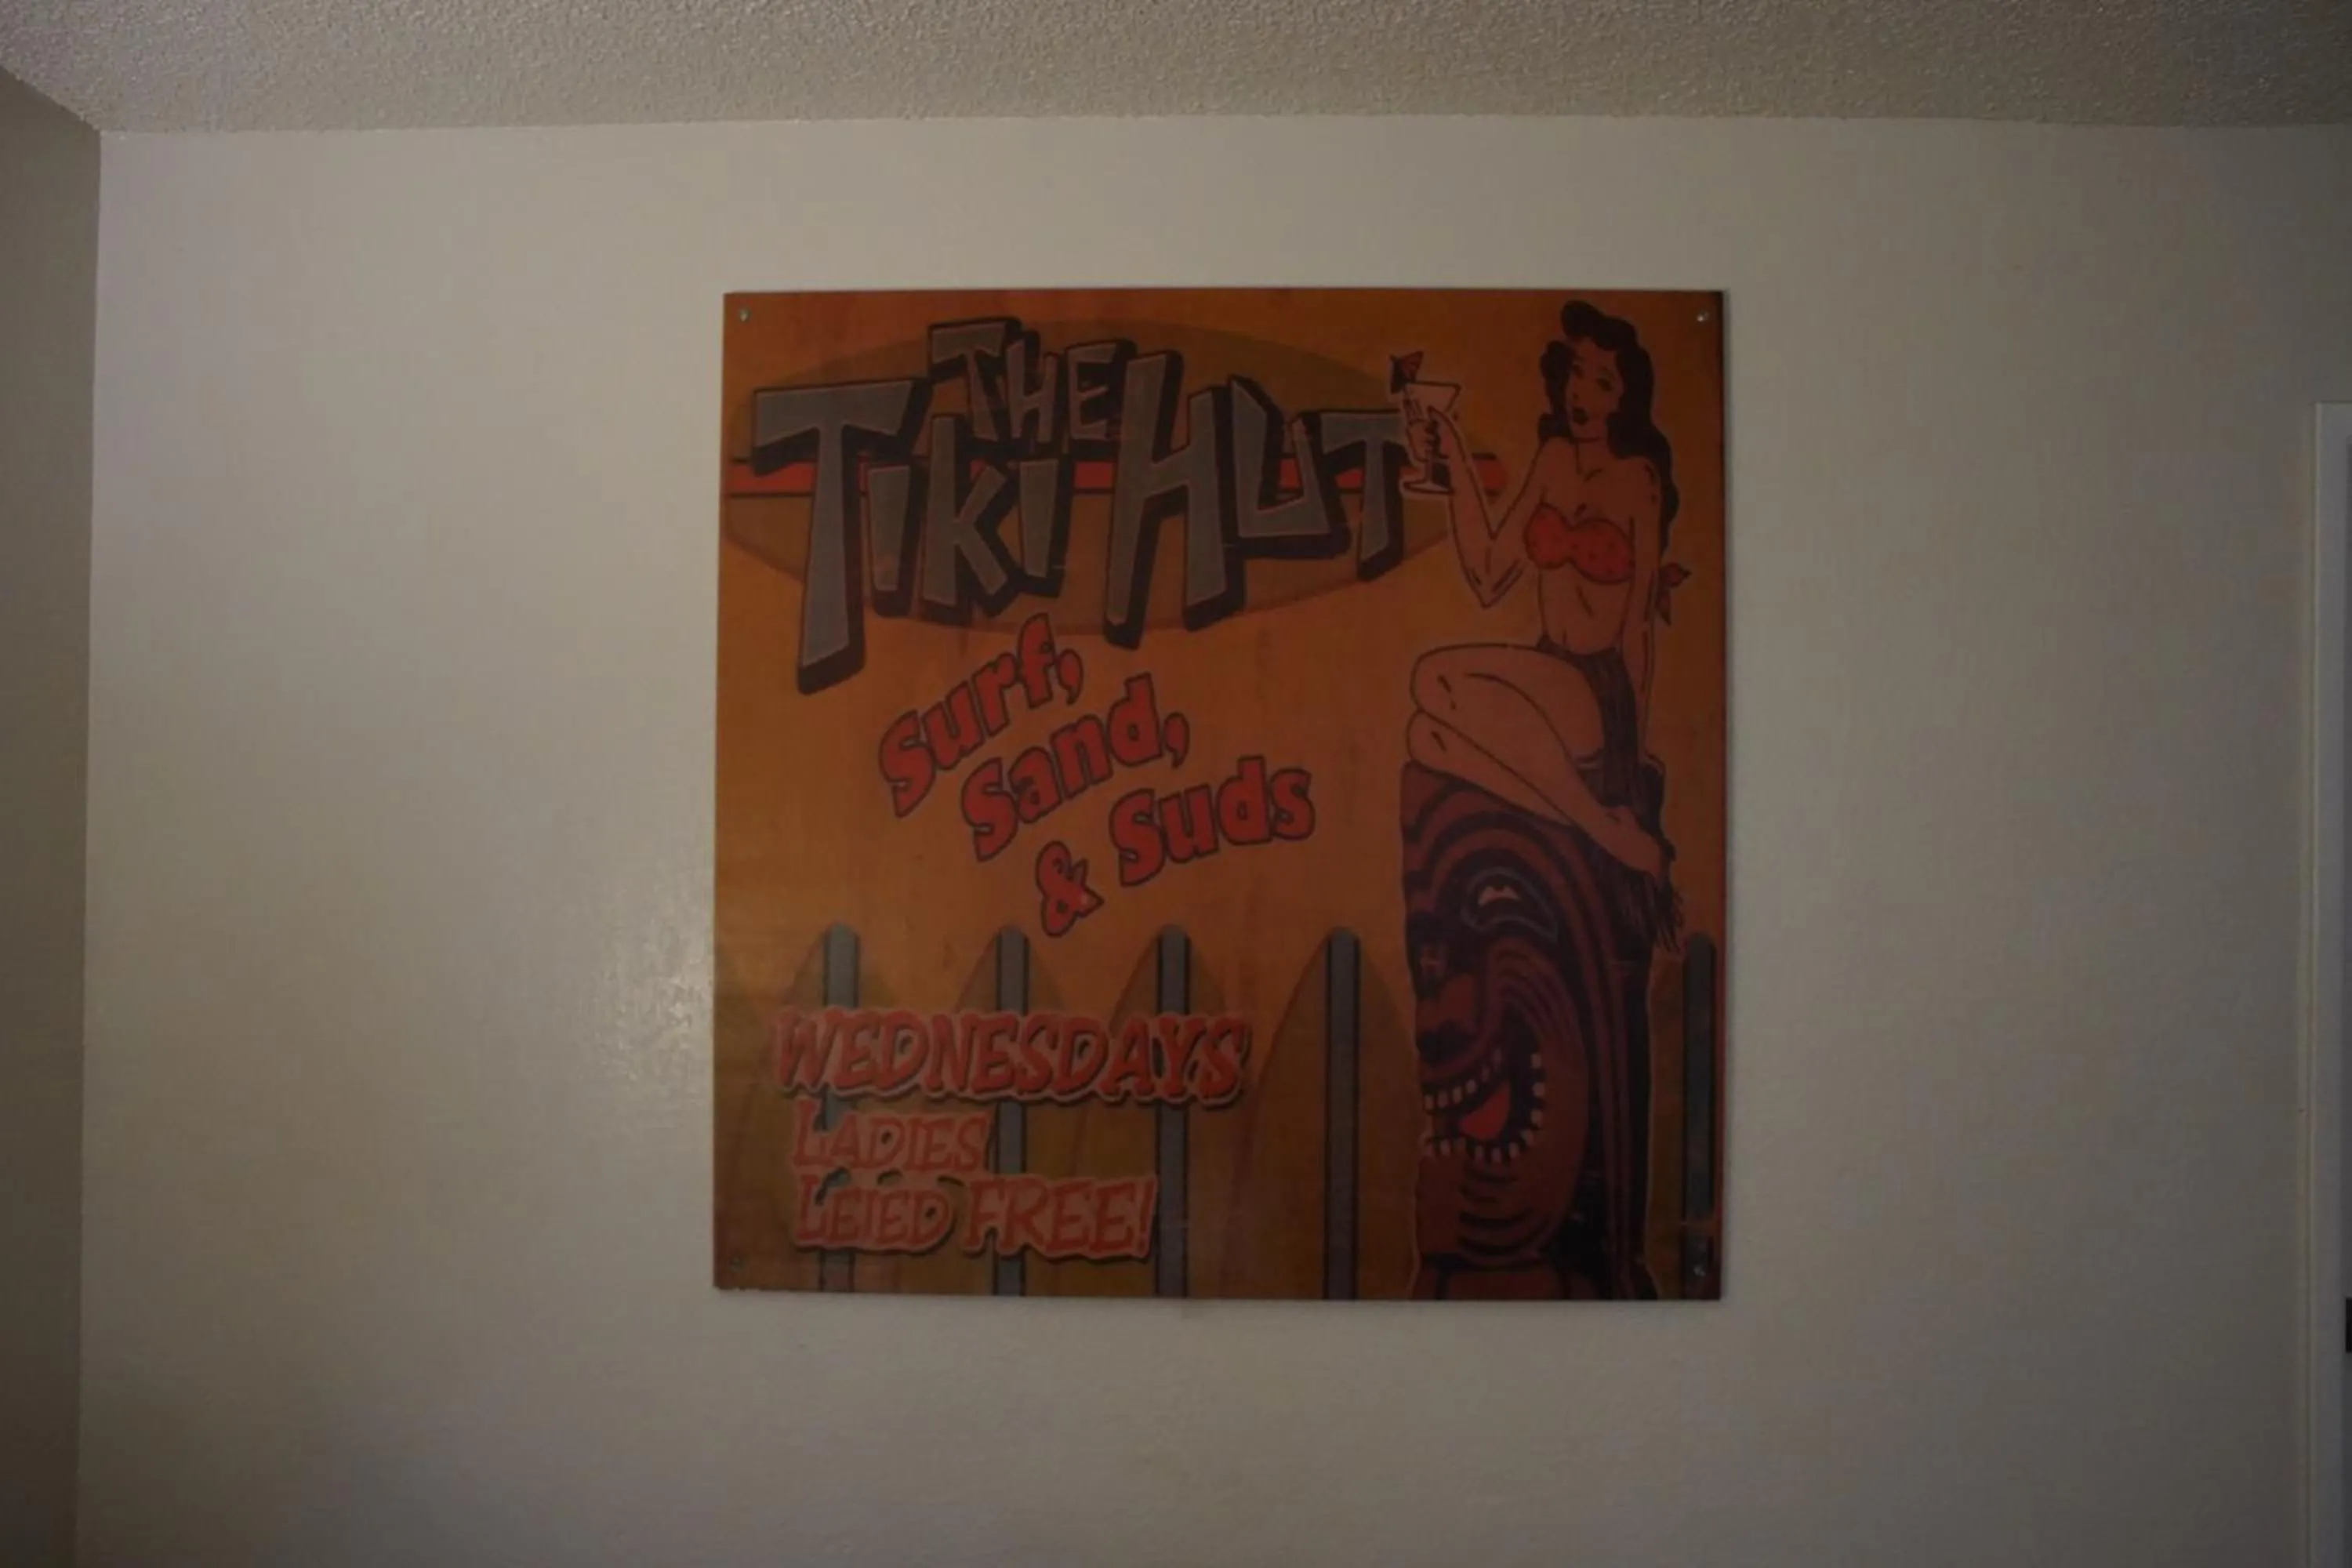 THE
TiKi HUT
Surf,
Sand,
& Suds
WEDNESDAYS
LADIES
LEIED FREE!